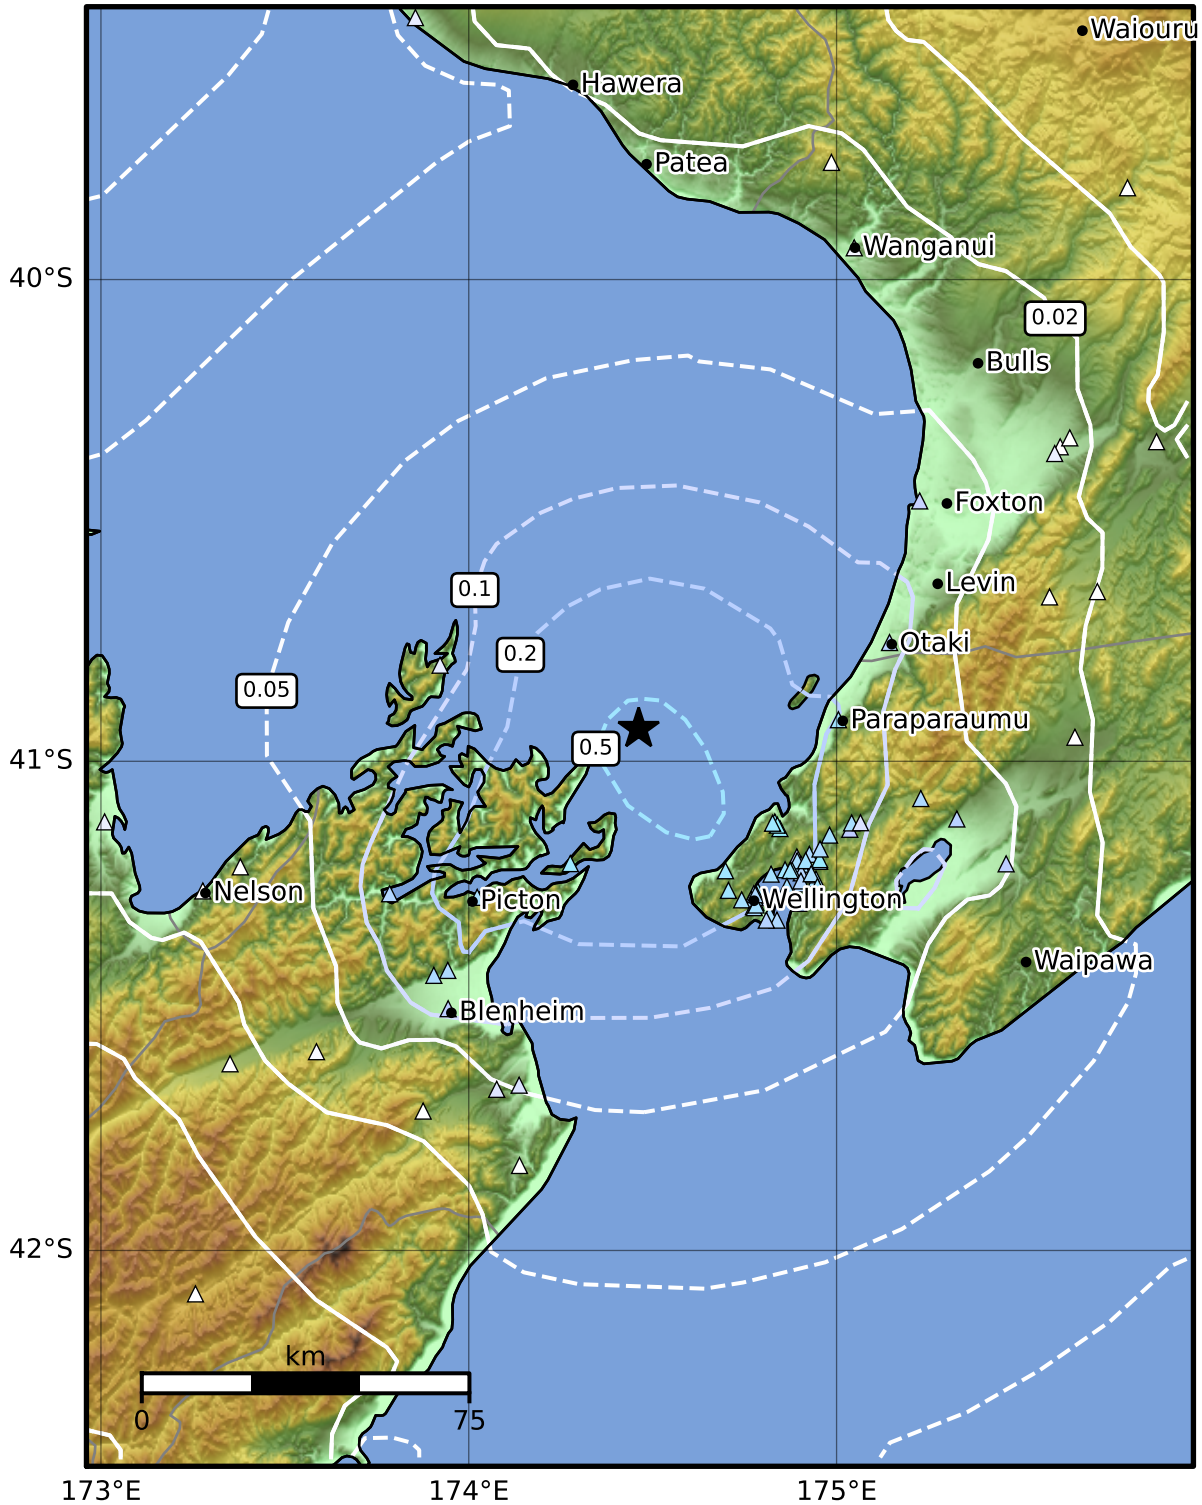 Waiouru
Hawera
Patea
Wanganui
40°S
0.02
Bulls
Foxton
Levin
0.1
Otaki
0.2
0.05
Paraparaumu
0.5
41°S
Nelson
Picton
Wellington
Waipawa
Blenheim
42°S
km
0
75
173°E
174°E
175°E